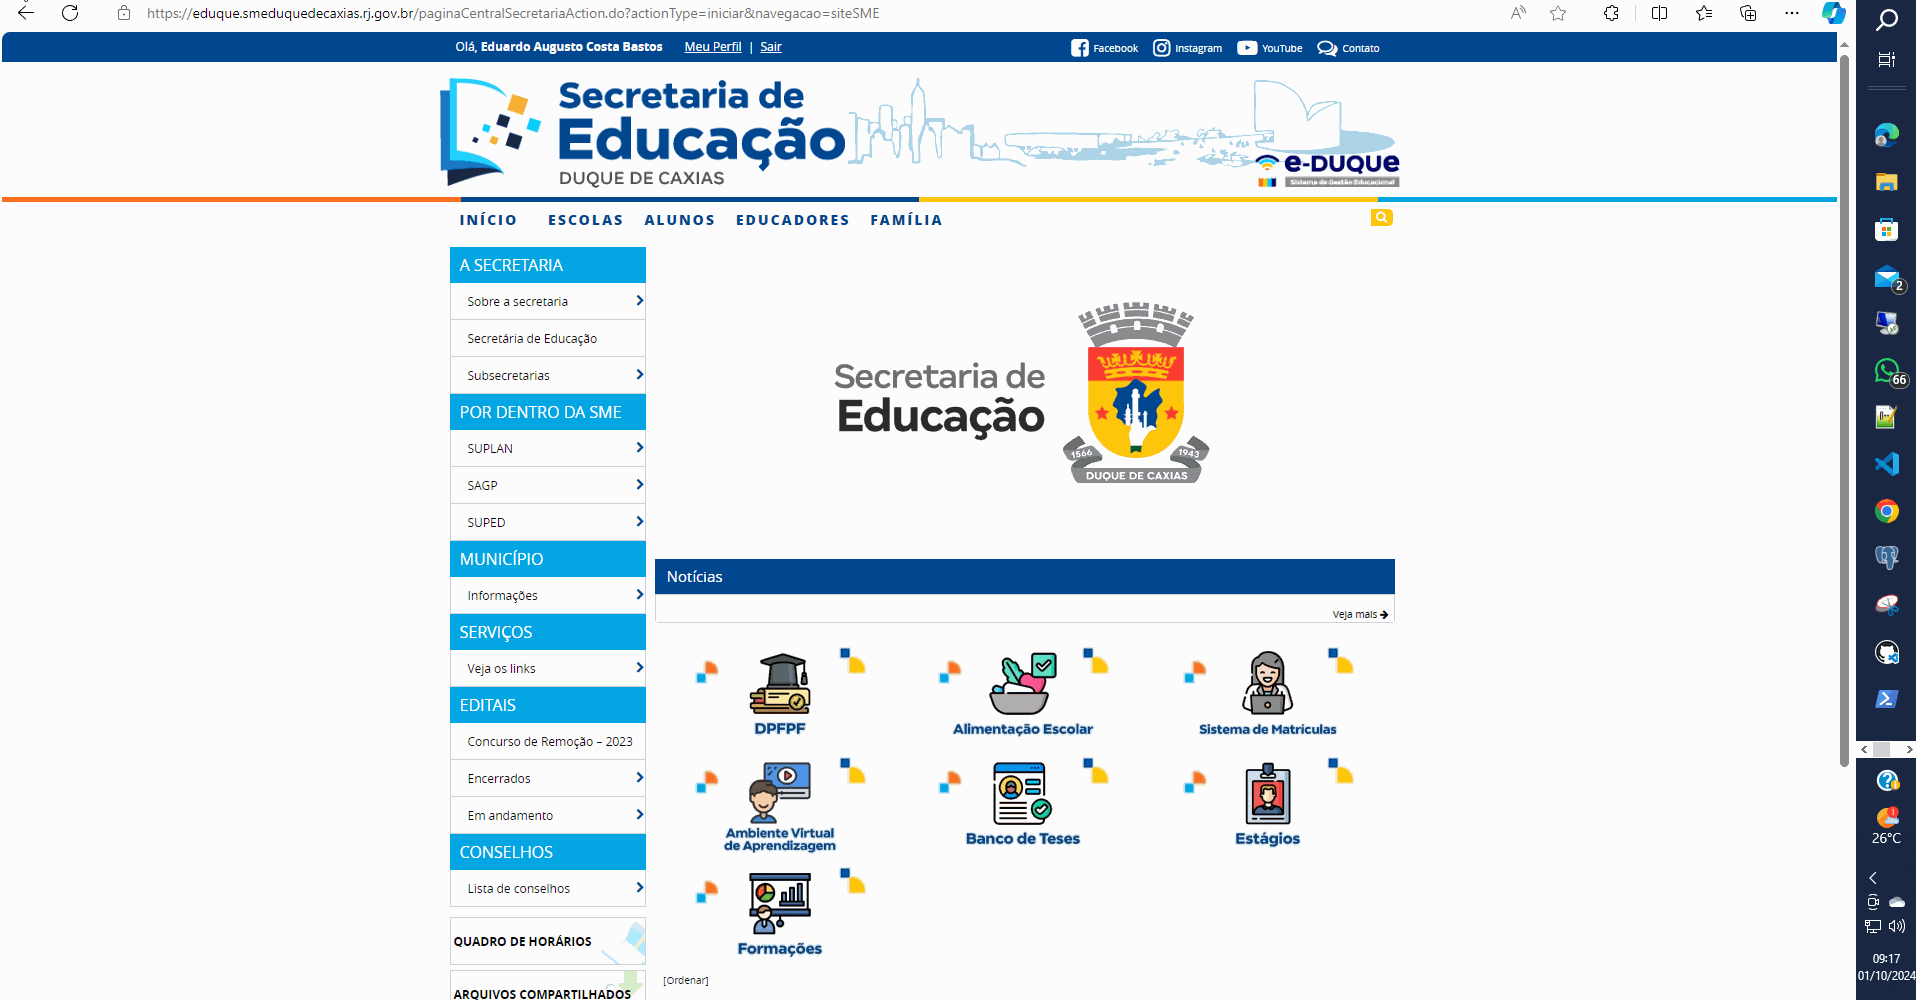 https://eduque.smeduquedecaxias.rj.gov.br/paginaCentralSecretariaAction.do?actionType=iniciar&navegacao=siteSME
Olá, Eduardo Augusto Costa Bastos Meu Perfil | Sair Facebook Instagram YouTube Contato
Secretaria de
Educação
DUQUE DE CAXIAS
e-DUQUE
Sistema de Gestão Educacional
INÍCIO ESCOLAS ALUNOS EDUCADORES FAMÍLIA
A SECRETARIA
Sobre a secretaria
Secretária de Educação
Subsecretarias
POR DENTRO DA SME
SUPLAN
SAGP
SUPED
MUNICÍPIO
Informações
SERVIÇOS
Veja os links
EDITAIS
Concurso de Remoção – 2023
Encerrados
Em andamento
CONSELHOS
Lista de conselhos
QUADRO DE HORÁRIOS
ARQUIVOS COMPARTILHADOS
Secretaria de
Educação
1566 1943
DUQUE DE CAXIAS
Notícias
Veja mais
DPFPF
Alimentação Escolar
Sistema de Matrículas
Ambiente Virtual
de Aprendizagem
Banco de Teses
Estágios
Formações
[Ordenar]
2
66
1
26°C
09:17
01/10/2024